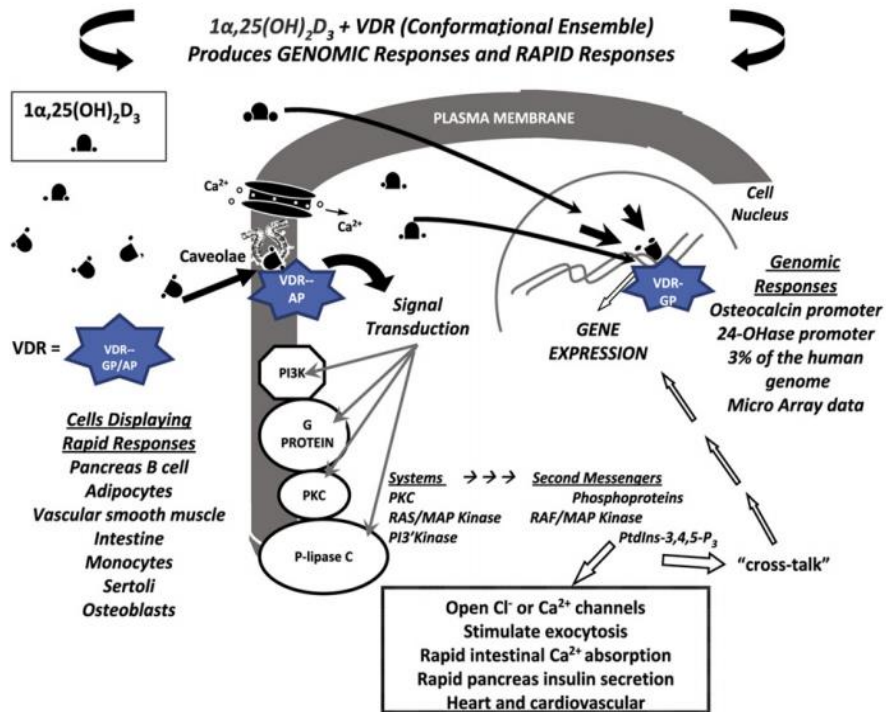 1α,25(OH)₂D₃ + VDR (Conformational Ensemble)
Produces GENOMIC Responses and RAPID Responses
1α,25(OH)₂D₃
PLASMA MEMBRANE
Ca²⁺
Ca²⁺
Cell
Nucleus
Caveolae
VDR--
AP
VDR-
GP
Signal
Transduction
GENE
EXPRESSION
Genomic
Responses
Osteocalcin promoter
24-OHase promoter
3% of the human
genome
Micro Array data
VDR =
VDR--
GP/AP
Cells Displaying
Rapid Responses
Pancreas B cell
Adipocytes
Vascular smooth muscle
Intestine
Monocytes
Sertoli
Osteoblasts
PI3K
G
PROTEIN
PKC
P-lipase C
Systems → → → Second Messengers
PKC Phosphoproteins
RAS/MAP Kinase RAF/MAP Kinase
PI3'Kinase PtdIns-3,4,5-P₃
"cross-talk"
Open Cl⁻ or Ca²⁺ channels
Stimulate exocytosis
Rapid intestinal Ca²⁺ absorption
Rapid pancreas insulin secretion
Heart and cardiovascular